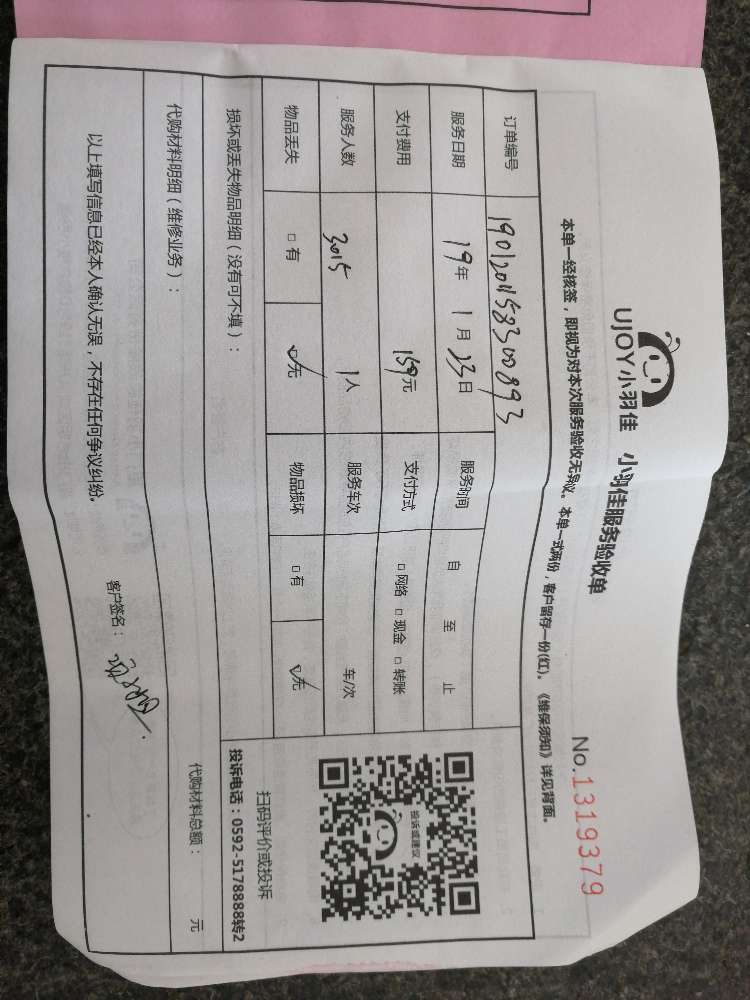 UJOY小羽佳 小羽佳服务验收单
No.1319379
本单一经核签，即视为对本次服务验收无异议。本单一式两份，客户留存一份(红)。《维保须知》详见背面。
订单编号 1901201158300893
服务日期 19年 1月 23日 服务时间 自 至 止
支付费用 159元 支付方式 □网络 □现金 □转账
服务人数 3015 1人 服务车次 车/次
物品丢失 □有 ☑无 物品损坏 □有 ☑无
投诉或建议
扫码评价或投诉
投诉电话：0592-5178888转2
损坏或丢失物品明细（没有可不填）：
代购材料明细（维修业务）： 代购材料总额： 元
以上填写信息已经本人确认无误，不存在任何争议纠纷。 客户签名：